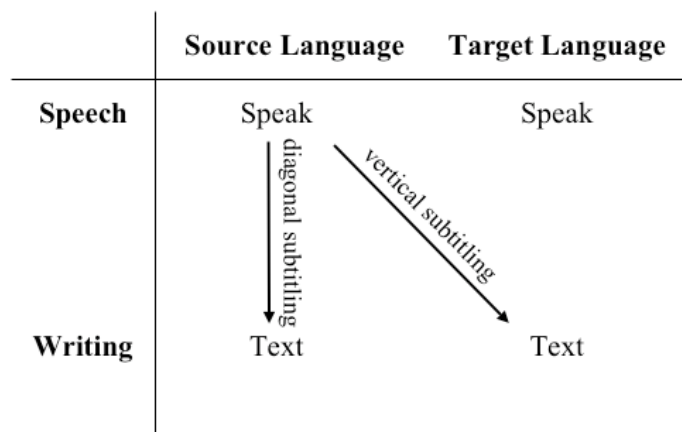 Source Language Target Language
Speech Speak Speak
diagonal subtitling
vertical subtitling
Writing Text Text